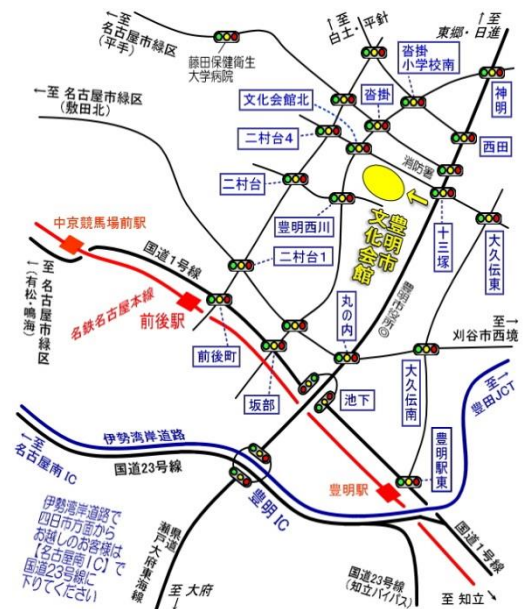 ←至
名古屋市緑区
(平手)
藤田保健衛生
大学病院
↑至
白土・平針
沓掛
小学校南
↑至
東郷・日進
神明
←至 名古屋市緑区
(敷田北)
文化会館北
沓掛
二村台4
消防署
西田
二村台
豊明西川
豊明市
文化会館
←
十三塚
大久伝東
中京競馬場前駅
国道1号線
二村台1
至 名古屋市緑区
←(有松・鳴海)
名鉄名古屋本線
前後駅
前後町
丸の内
豊明市役所◎
至→
刈谷市西境
坂部
大久伝南
池下
至→
豊田JCT
←至
名古屋南IC
伊勢湾岸道路
国道23号線
豊明IC
豊明駅
豊明駅東
伊勢湾岸道路で
四日市方面から
お越しのお客様は
【名古屋南IC】で
国道23号線に
下りてください
県道
瀬戸大府東海線
至 大府
↓
国道23号線
(知立バイパス)
国道1号線
至 知立